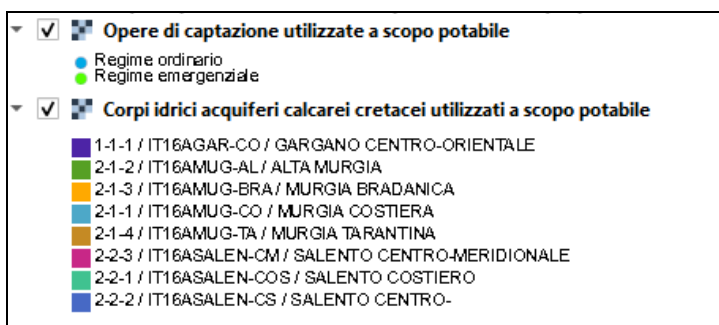 Opere di captazione utilizzate a scopo potabile
Regime ordinario
Regime emergenziale
Corpi idrici acquiferi calcarei cretacei utilizzati a scopo potabile
1-1-1 / IT16AGAR-CO / GARGANO CENTRO-ORIENTALE
2-1-2 / IT16AMUG-AL / ALTA MURGIA
2-1-3 / IT16AMUG-BRA / MURGIA BRADANICA
2-1-1 / IT16AMUG-CO / MURGIA COSTIERA
2-1-4 / IT16AMUG-TA / MURGIA TARANTINA
2-2-3 / IT16ASALEN-CM / SALENTO CENTRO-MERIDIONALE
2-2-1 / IT16ASALEN-COS / SALENTO COSTIERO
2-2-2 / IT16ASALEN-CS / SALENTO CENTRO-